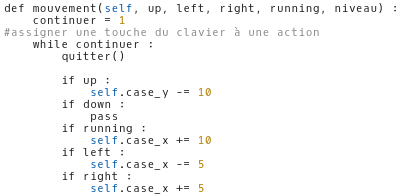 def mouvement(self, up, left, right, running, niveau) :
    continuer = 1
#assigner une touche du clavier à une action
    while continuer :
        quitter()

        if up :
            self.case_y -= 10
        if down :
            pass
        if running :
            self.case_x += 10
        if left :
            self.case_x -= 5
        if right :
            self.case_x += 5